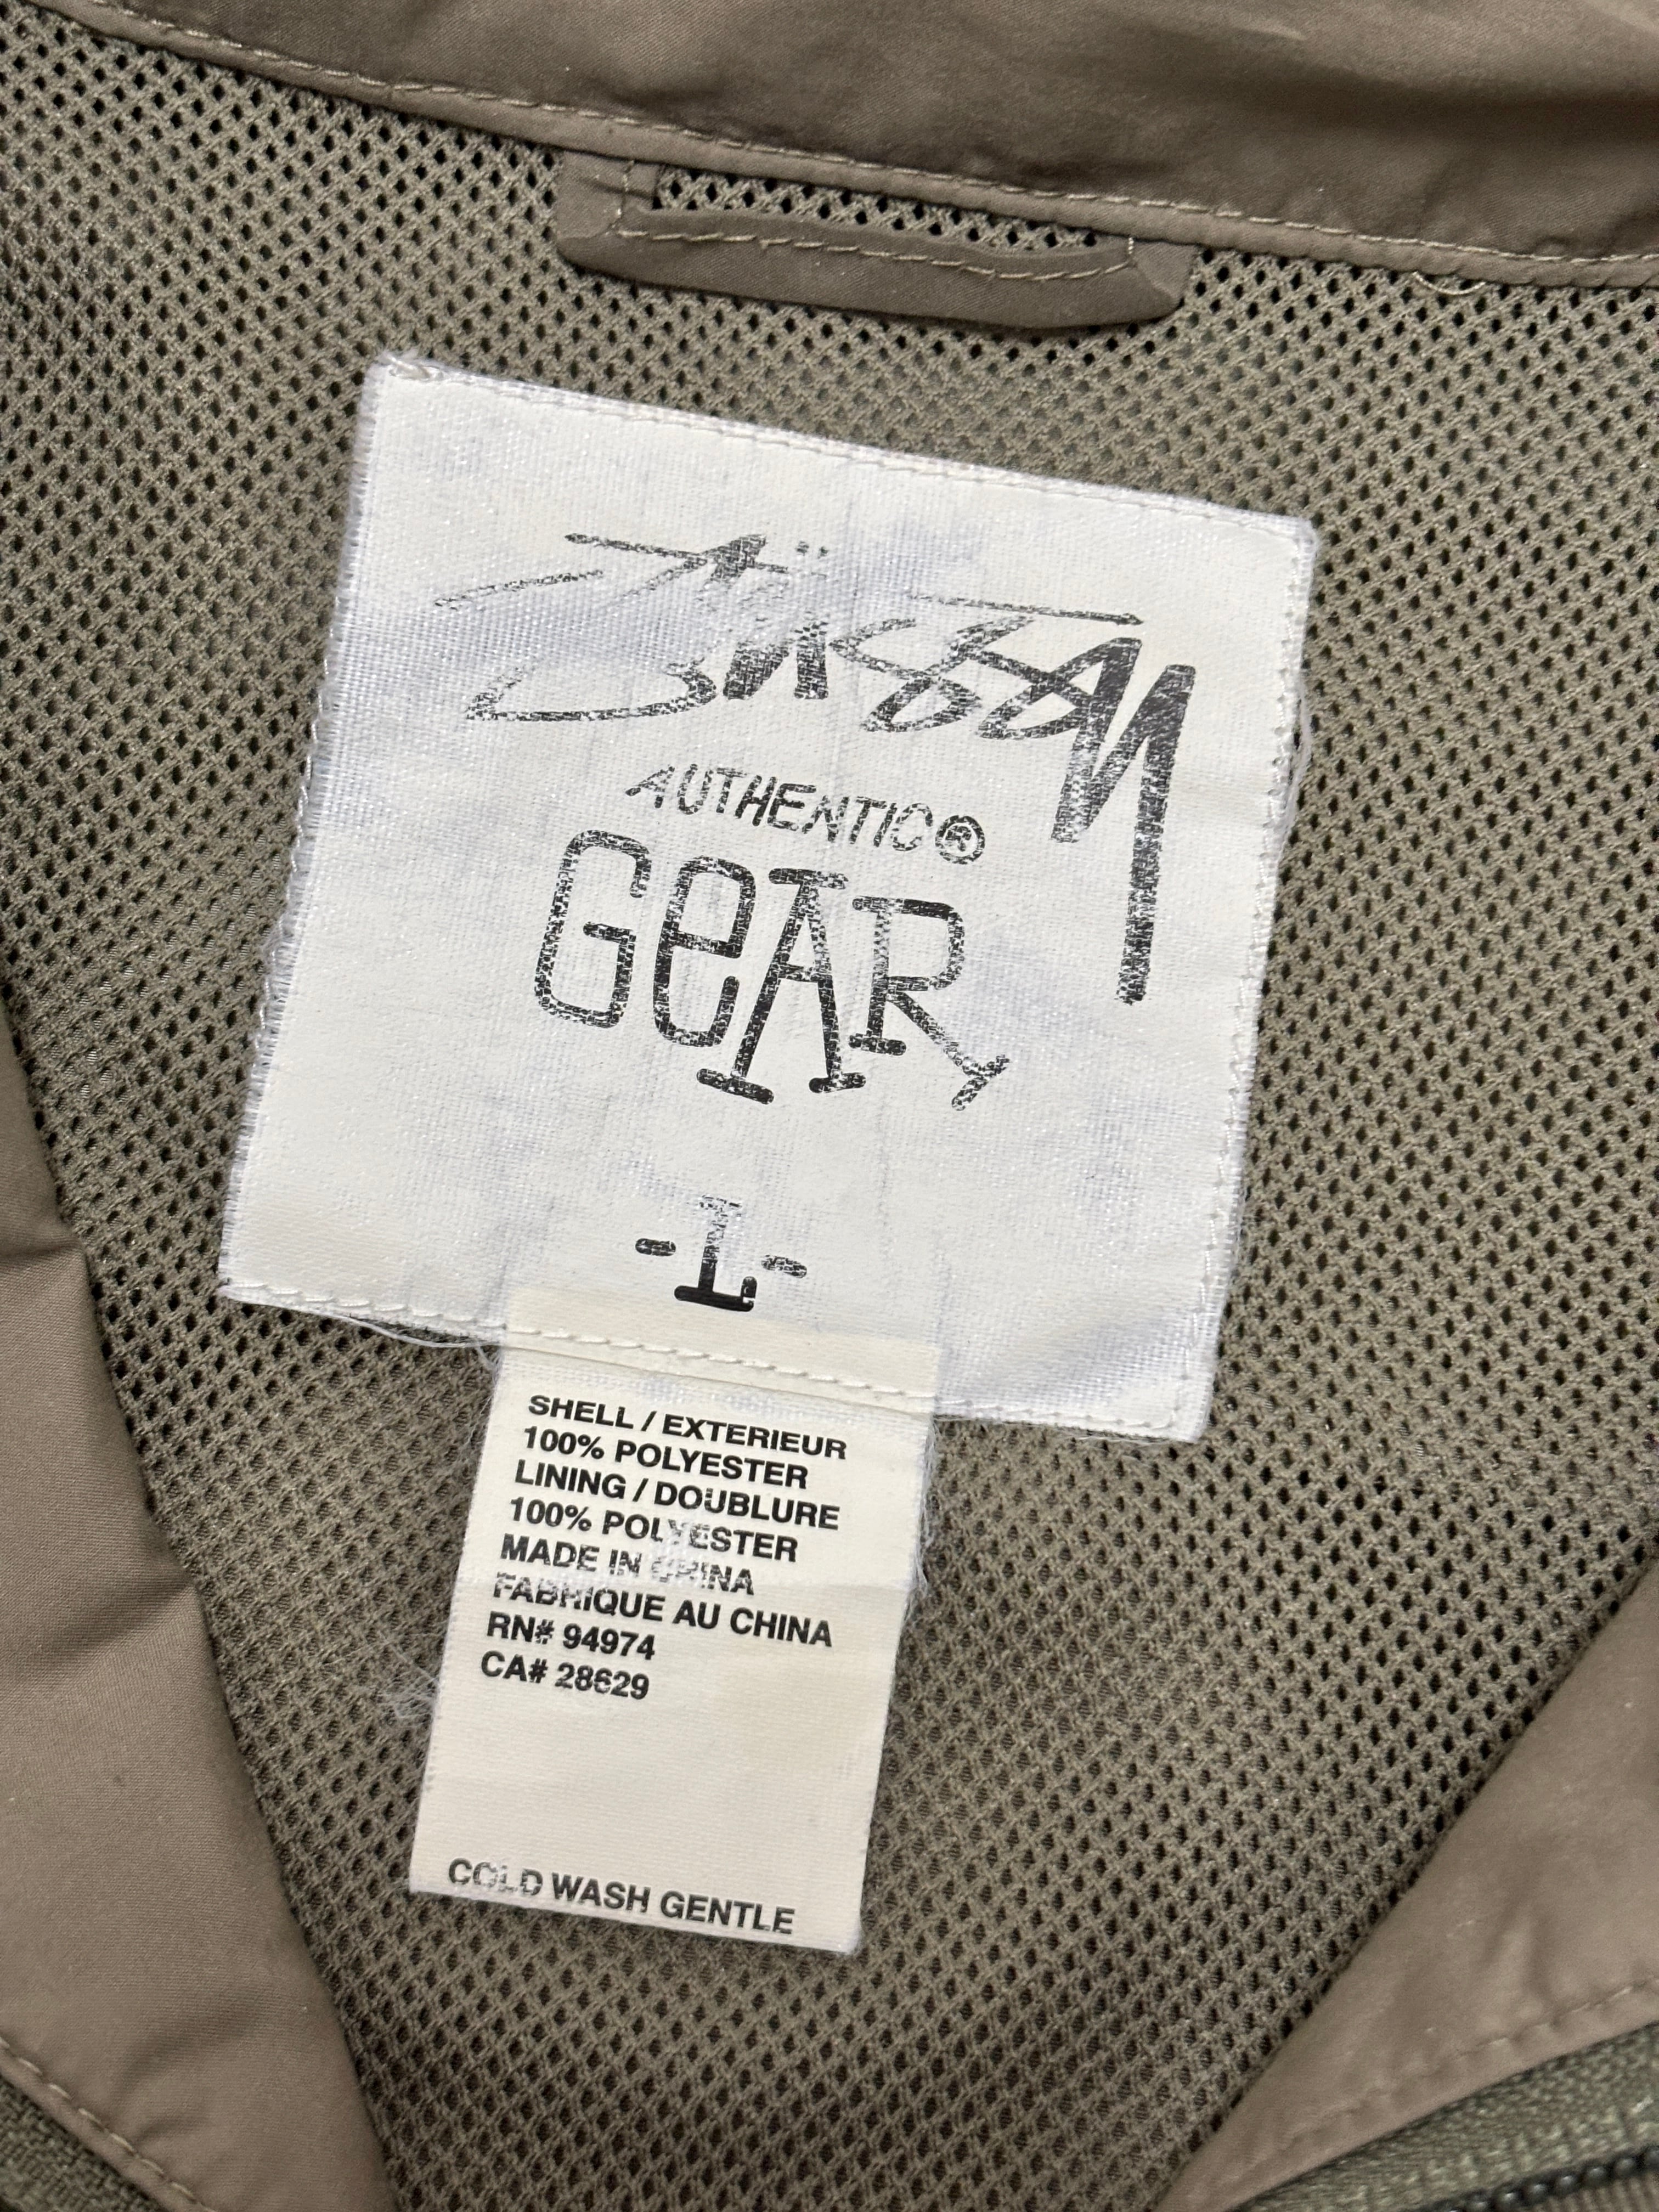 Stüssy
AUTHENTIC®
GeAR
-L-
SHELL / EXTERIEUR
100% POLYESTER
LINING / DOUBLURE
100% POLYESTER
MADE IN CHINA
FABRIQUE AU CHINA
RN# 94974
CA# 28629
COLD WASH GENTLE